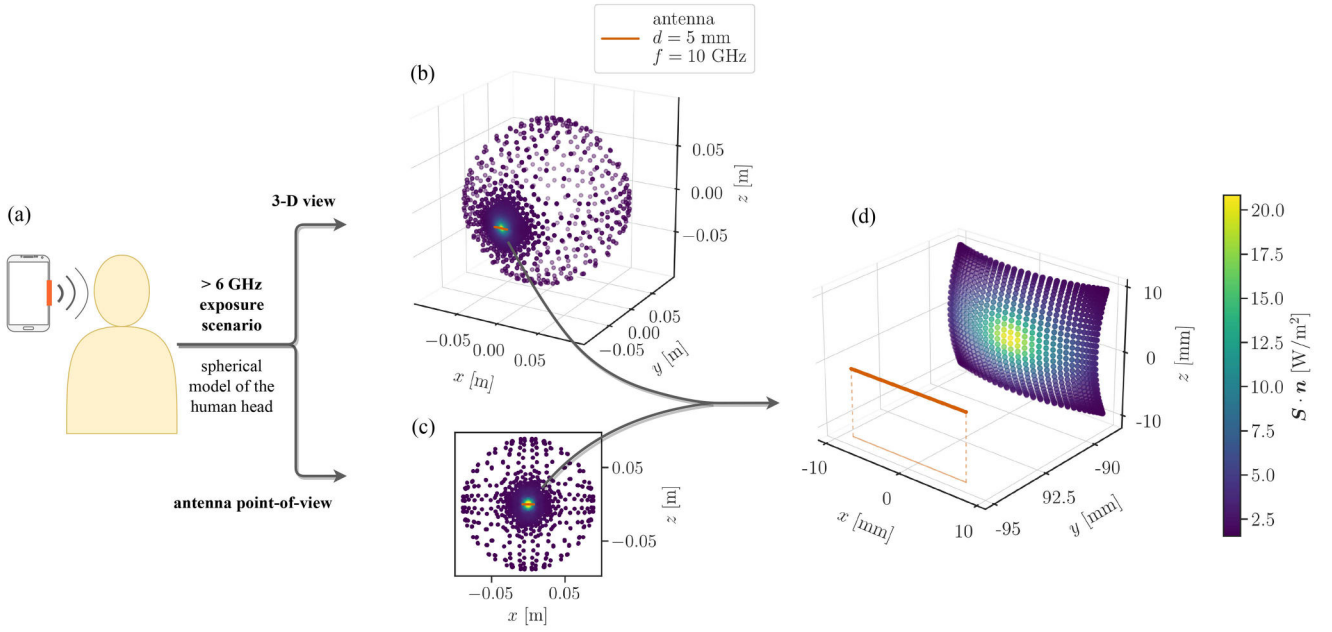 antenna
d = 5 mm
f = 10 GHz
(b)
0.05
0.00
−0.05
z [m]
−0.05
0.00
0.05
x [m]
−0.05
0.00
0.05
y [m]
(a)
3-D view
> 6 GHz
exposure
scenario
spherical
model of the
human head
antenna point-of-view
(c)
0.05
−0.05
z [m]
−0.05
0.05
x [m]
(d)
10
0
-10
z [mm]
-10
0
10
x [mm]
-95
92.5
-90
y [mm]
20.0
17.5
15.0
12.5
10.0
7.5
5.0
2.5
S · n [W/m²]